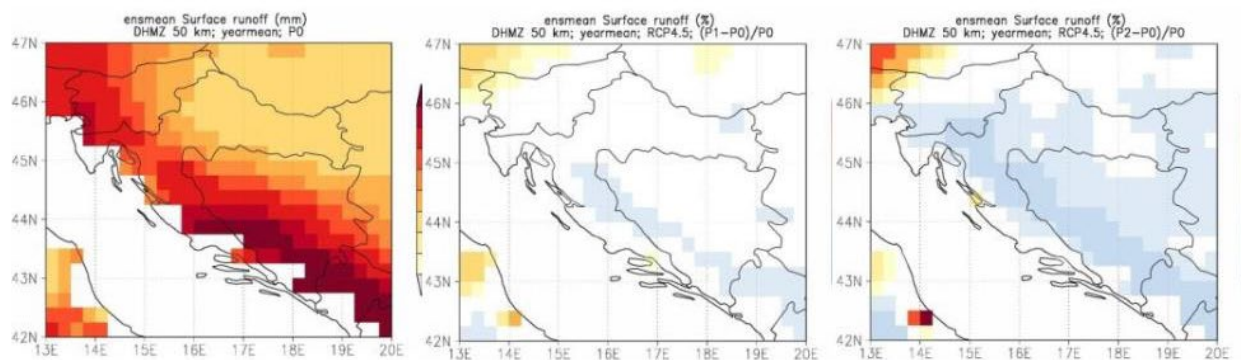 ensmean Surface runoff (mm)
DHMZ 50 km; yearmean; P0
47N
46N
45N
44N
43N
42N
13E 14E 15E 16E 17E 18E 19E 20E
ensmean Surface runoff (%)
DHMZ 50 km; yearmean; RCP4.5; (P1-P0)/P0
47N
46N
45N
44N
43N
42N
13E 14E 15E 16E 17E 18E 19E 20E
ensmean Surface runoff (%)
DHMZ 50 km; yearmean; RCP4.5; (P2-P0)/P0
47N
46N
45N
44N
43N
42N
13E 14E 15E 16E 17E 18E 19E 20E